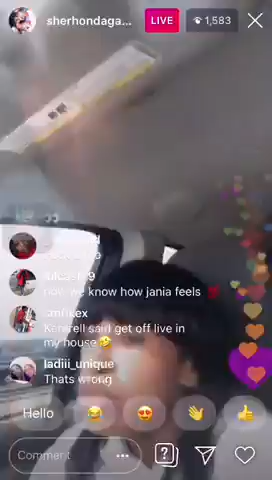 sherhondaga...
LIVE
1,583
now we know how jania feels
Kentrell said get off live in
my house🤣
ladiii_unique
Thats wrong
Hello
😂 😍 👋 👍
Comment